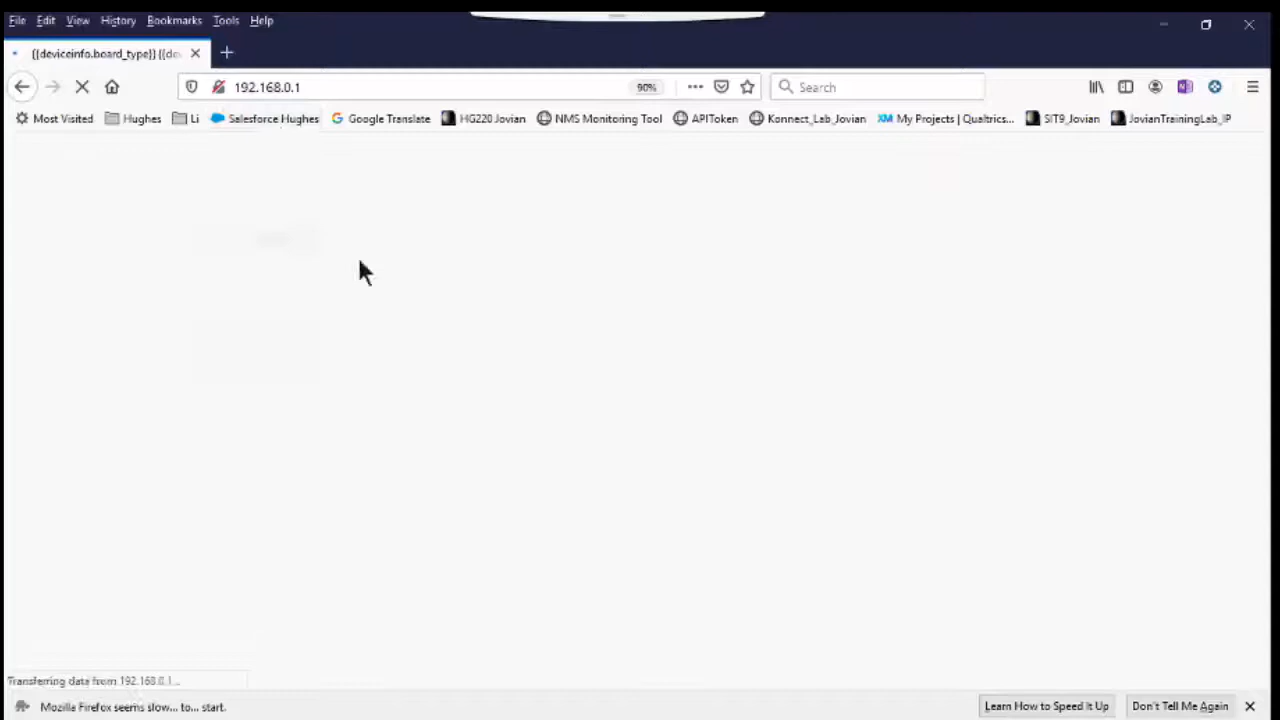 File Edit View History Bookmarks Tools Help
{{deviceinfo.board_type}} {{de
192.168.0.1 90% Search
Most Visited Hughes Li Salesforce Hughes Google Translate HG220 Jovian NMS Monitoring Tool APIToken Konnect_Lab_Jovian My Projects | Qualtrics... SIT9_Jovian JovianTrainingLab_IP
Transferring data from 192.168.0.1...
Mozilla Firefox seems slow... to... start. Learn How to Speed It Up Don't Tell Me Again